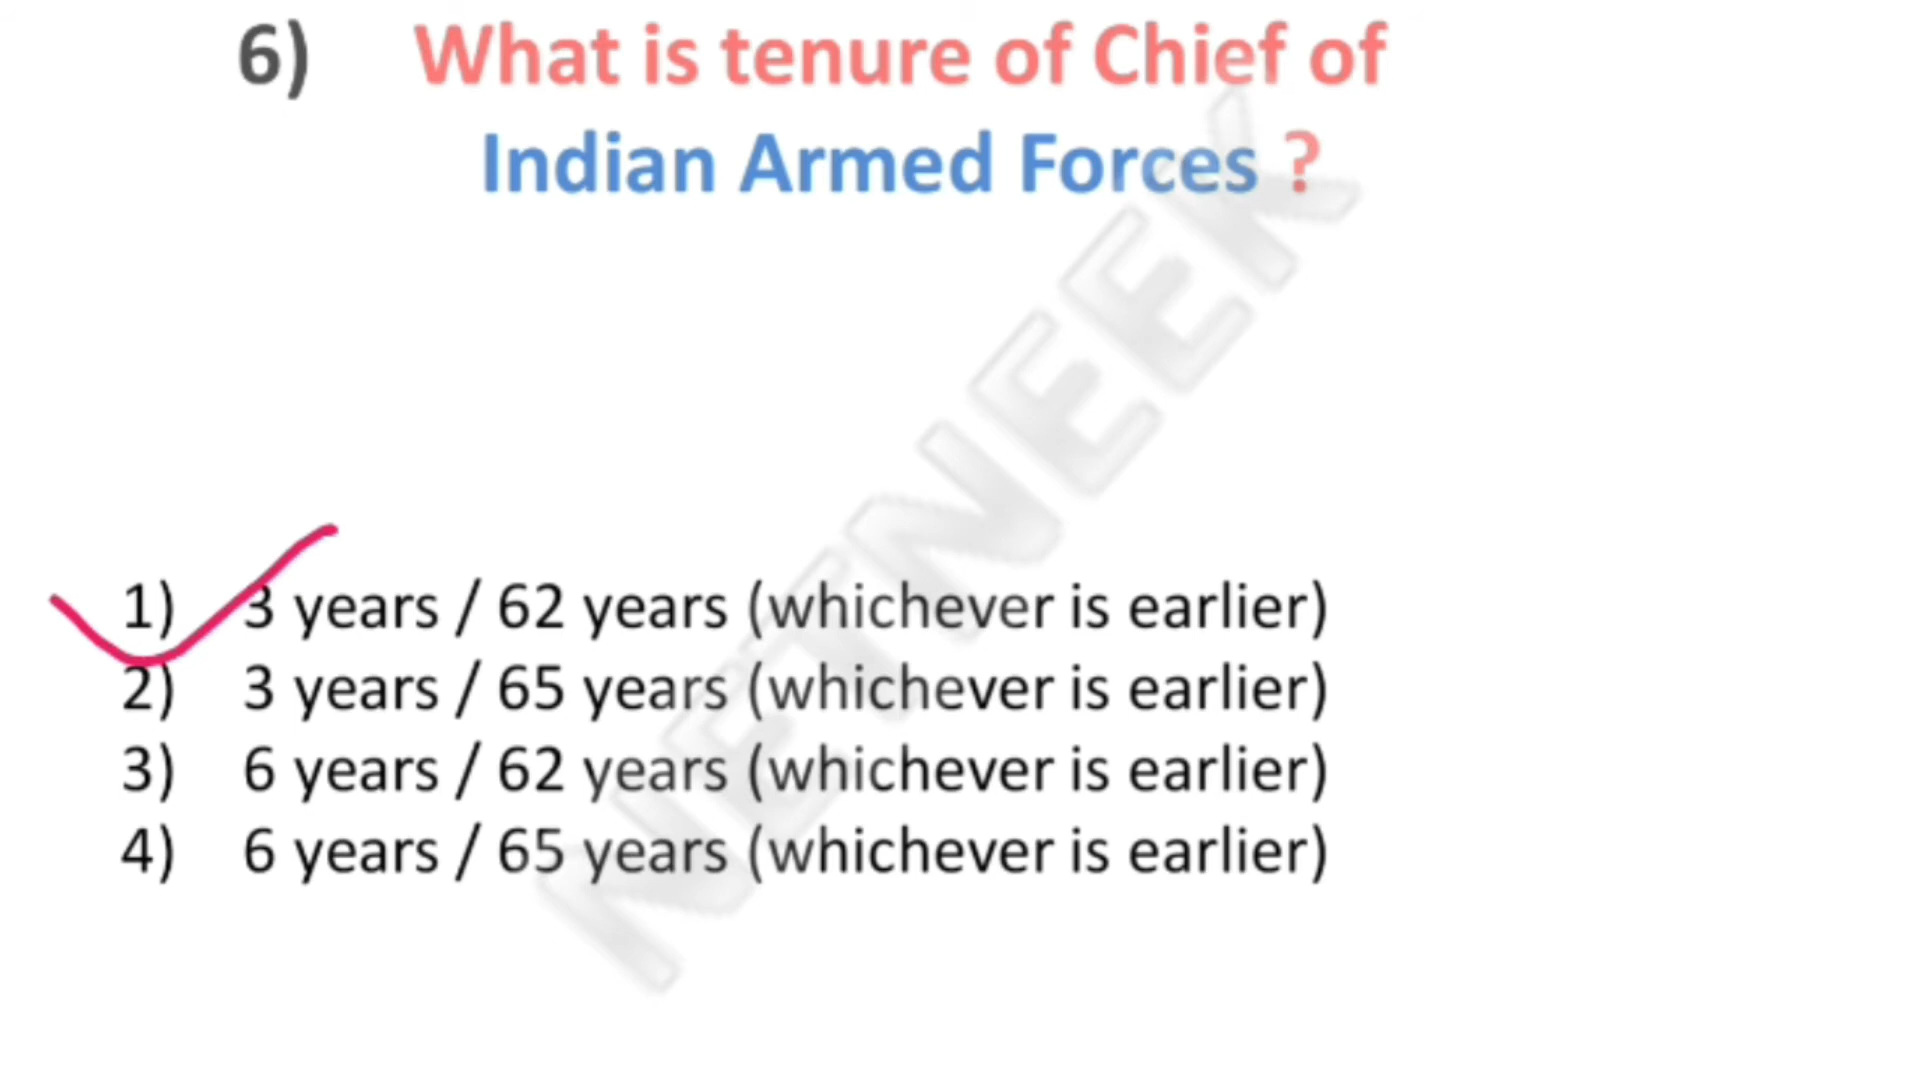 6) What is tenure of Chief of
Indian Armed Forces ?
1) 3 years / 62 years (whichever is earlier)
2) 3 years / 65 years (whichever is earlier)
3) 6 years / 62 years (whichever is earlier)
4) 6 years / 65 years (whichever is earlier)
NETNEEK